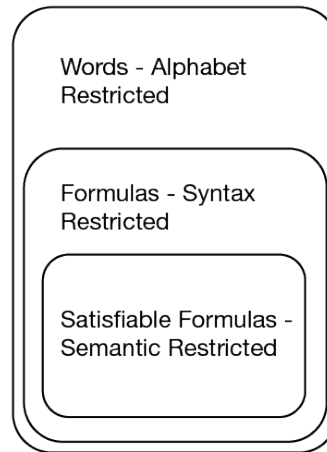 Words - Alphabet
Restricted
Formulas - Syntax
Restricted
Satisfiable Formulas -
Semantic Restricted